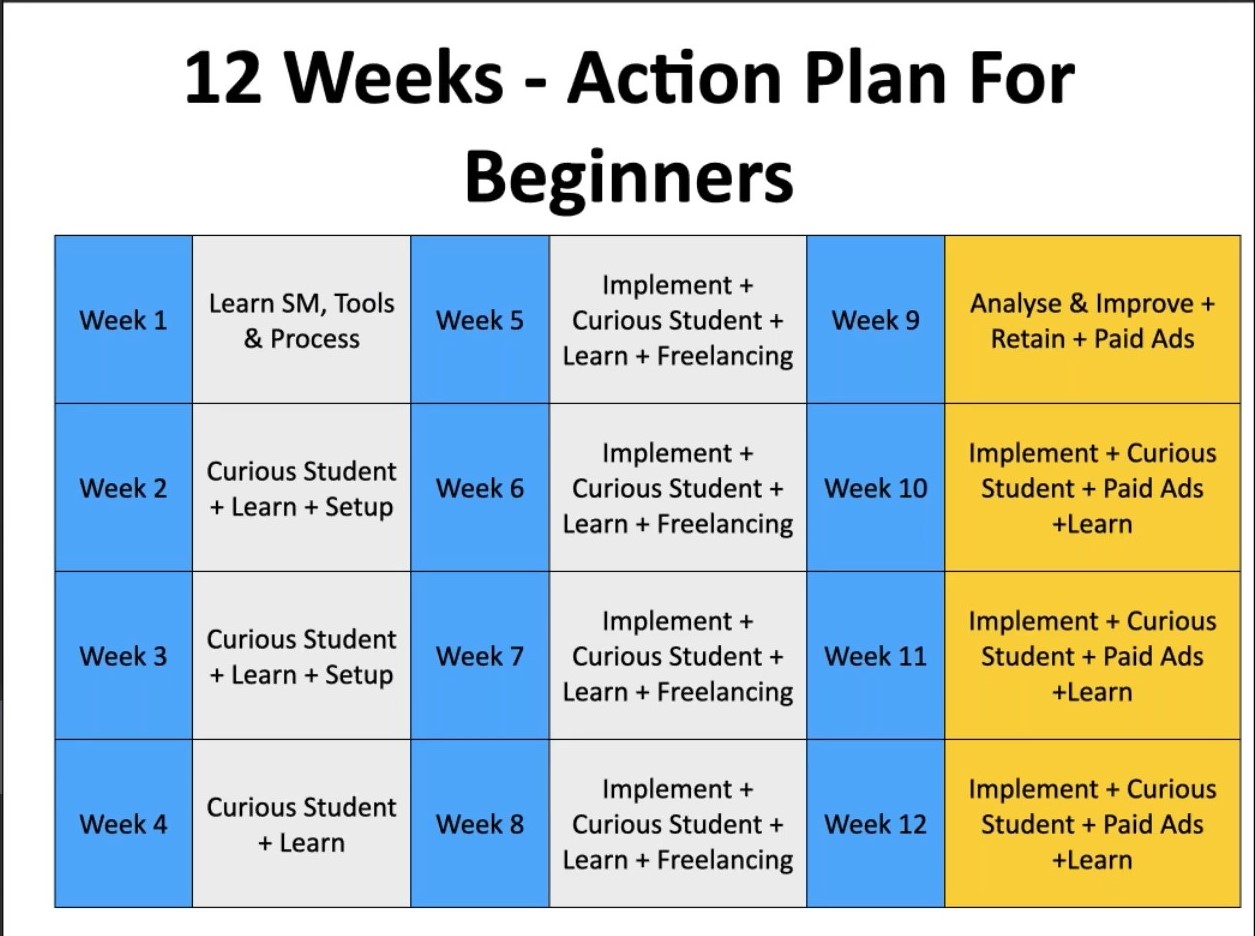 12 Weeks - Action Plan For
Beginners
Week 1
Learn SM, Tools
& Process
Week 5
Implement +
Curious Student +
Learn + Freelancing
Week 9
Analyse & Improve +
Retain + Paid Ads
Week 2
Curious Student
+ Learn + Setup
Week 6
Implement +
Curious Student +
Learn + Freelancing
Week 10
Implement + Curious
Student + Paid Ads
+Learn
Week 3
Curious Student
+ Learn + Setup
Week 7
Implement +
Curious Student +
Learn + Freelancing
Week 11
Implement + Curious
Student + Paid Ads
+Learn
Week 4
Curious Student
+ Learn
Week 8
Implement +
Curious Student +
Learn + Freelancing
Week 12
Implement + Curious
Student + Paid Ads
+Learn